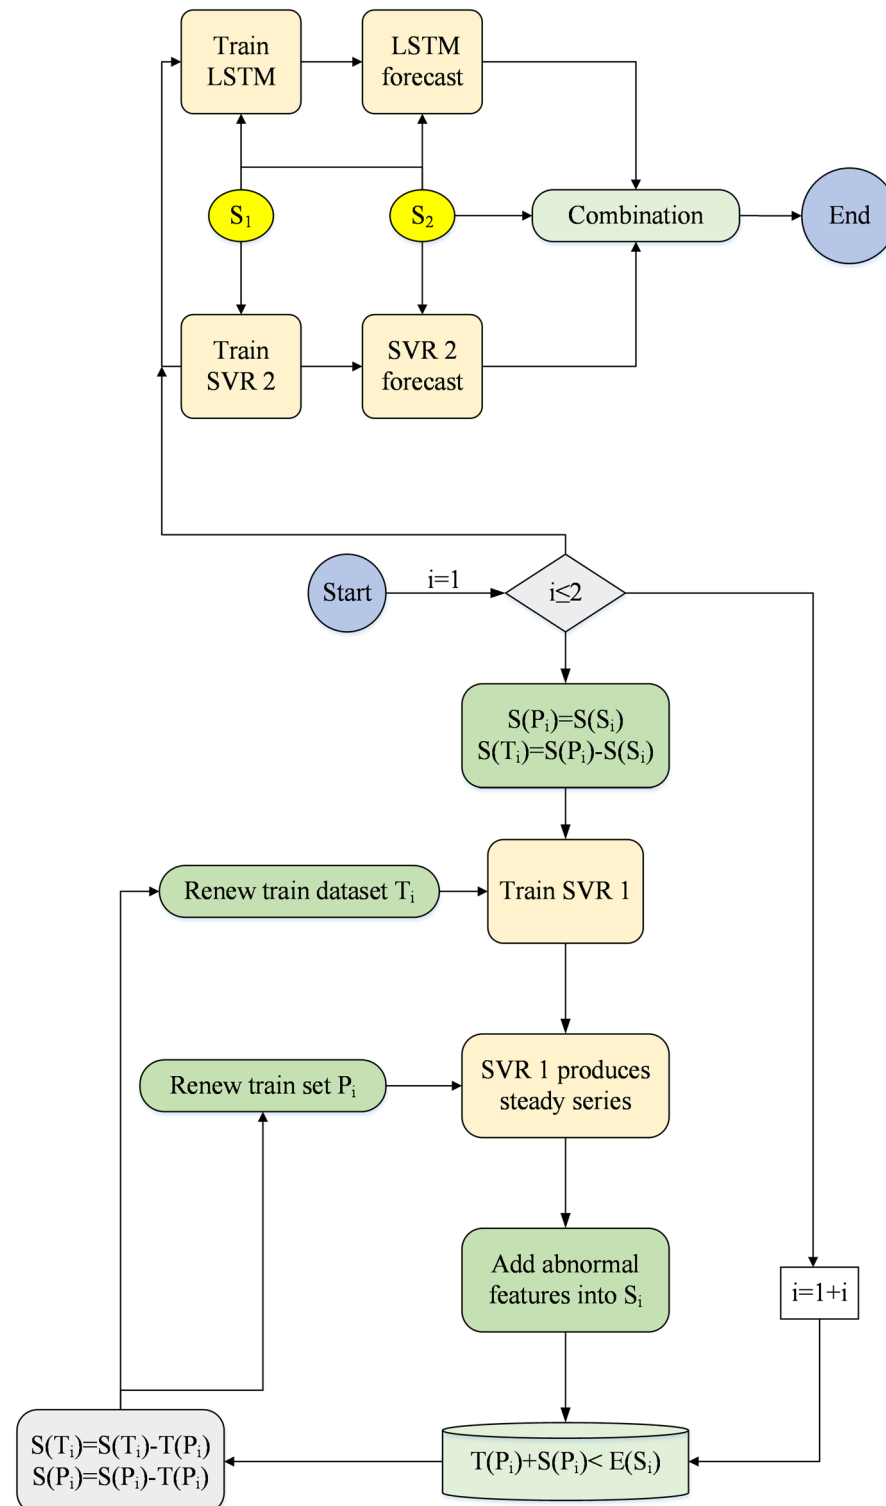 Train
LSTM
LSTM
forecast
S₁
S₂
Combination
End
Train
SVR 2
SVR 2
forecast
Start
i=1
i≤2
S(Pᵢ)=S(Sᵢ)
S(Tᵢ)=S(Pᵢ)-S(Sᵢ)
Renew train dataset Tᵢ
Train SVR 1
Renew train set Pᵢ
SVR 1 produces
steady series
Add abnormal
features into Sᵢ
i=1+i
S(Tᵢ)=S(Tᵢ)-T(Pᵢ)
S(Pᵢ)=S(Pᵢ)-T(Pᵢ)
T(Pᵢ)+S(Pᵢ)< E(Sᵢ)